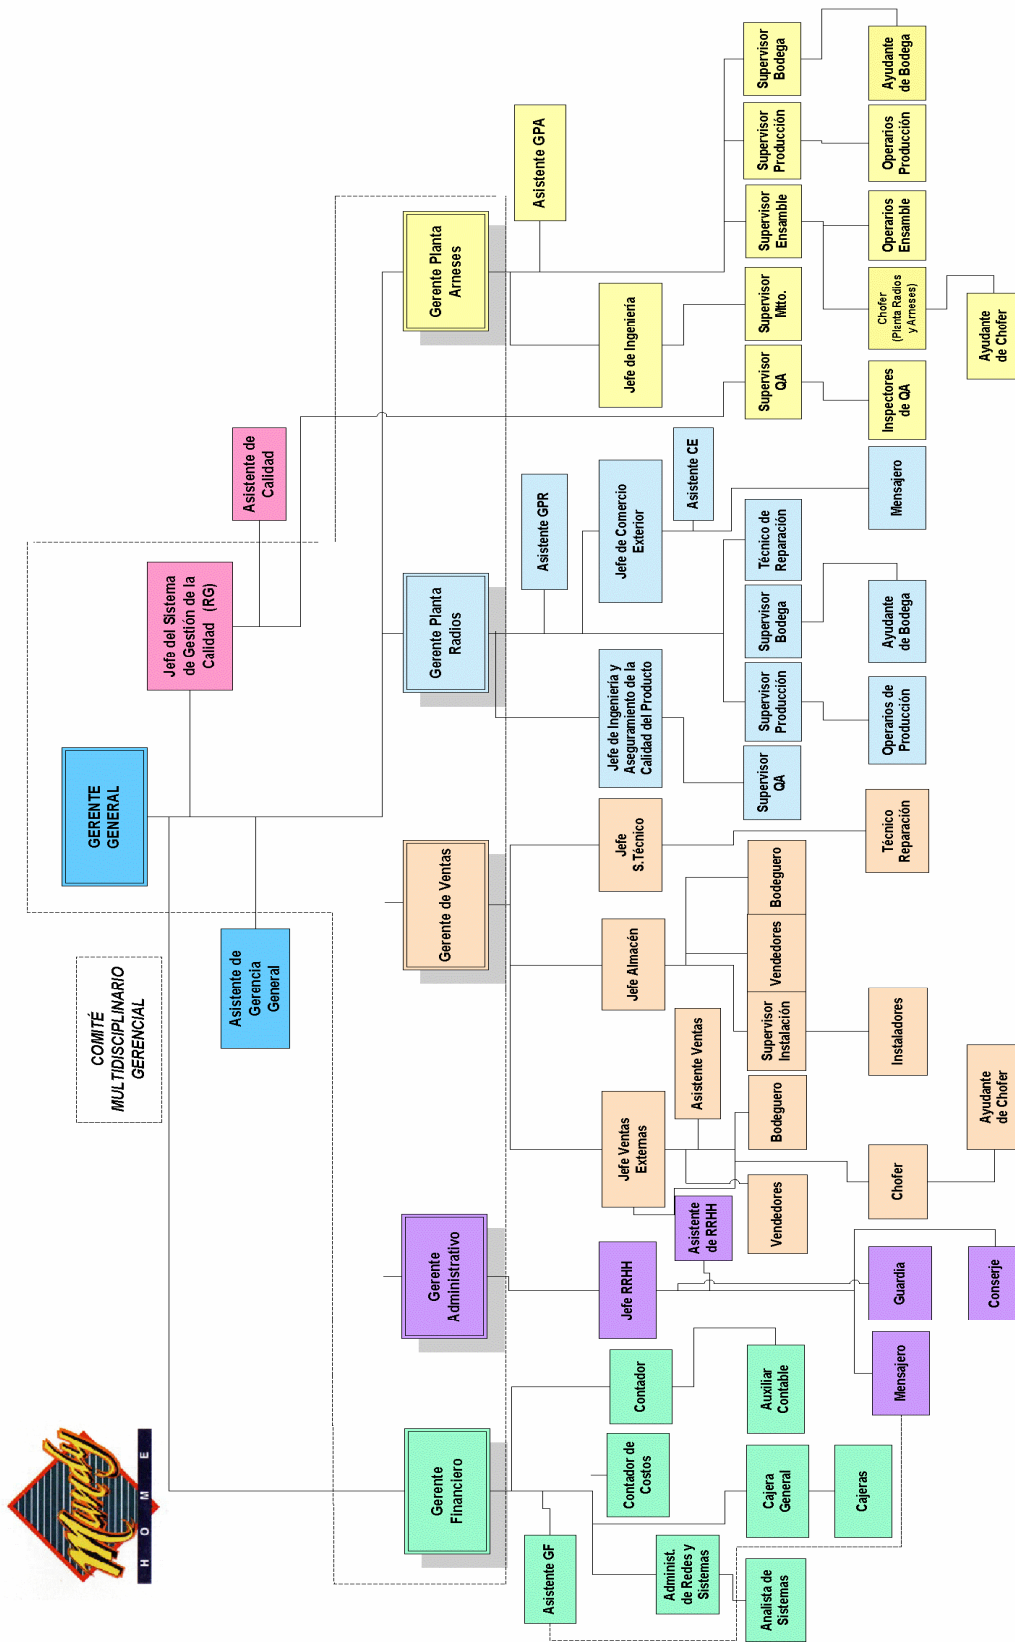 Mundy
HOME
COMITÉ
MULTIDISCIPLINARIO
GERENCIAL
GERENTE
GENERAL
Asistente de
Gerencia
General
Jefe del Sistema
de Gestión de la
Calidad (RG)
Asistente de
Calidad
Gerente
Financiero
Gerente
Administrativo
Gerente de Ventas
Gerente Planta
Radios
Gerente Planta
Arneses
Asistente GF
Asistente GPR
Asistente GPA
Administ.
de Redes y
Sistemas
Contador de
Costos
Contador
Jefe RRHH
Asistente
de RRHH
Jefe Ventas
Externas
Asistente Ventas
Jefe Almacén
Jefe
S.Técnico
Jefe de Ingeniería y
Aseguramiento de la
Calidad del Producto
Jefe de Comercio
Exterior
Asistente CE
Jefe de Ingeniería
Analista de
Sistemas
Cajera
General
Auxiliar
Contable
Vendedores
Bodeguero
Supervisor
Instalación
Vendedores
Bodeguero
Supervisor
QA
Supervisor
Producción
Supervisor
Bodega
Técnico de
Reparación
Supervisor
QA
Supervisor
Mtto.
Supervisor
Ensamble
Supervisor
Producción
Supervisor
Bodega
Cajeras
Mensajero
Guardia
Chofer
Instaladores
Técnico
Reparación
Operarios de
Producción
Ayudante
de Bodega
Mensajero
Inspectores
de QA
Chofer
(Planta Radios
y Arneses)
Operarios
Ensamble
Operarios
Producción
Ayudante
de Bodega
Conserje
Ayudante
de Chofer
Ayudante
de Chofer